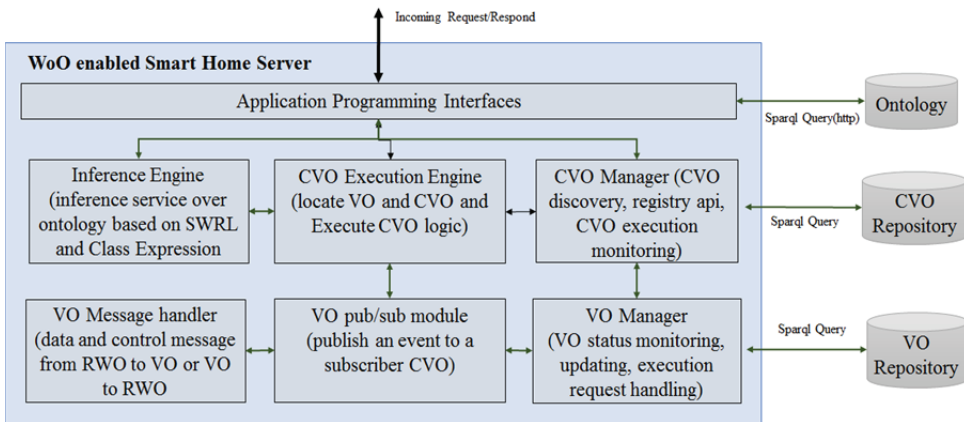 Incoming Request/Respond
WoO enabled Smart Home Server
Application Programming Interfaces
Ontology
Sparql Query(http)
Inference Engine
(inference service over
ontology based on SWRL
and Class Expression
CVO Execution Engine
(locate VO and CVO and
Execute CVO logic)
CVO Manager (CVO
discovery, registry api,
CVO execution
monitoring)
Sparql Query
CVO
Repository
VO Message handler
(data and control message
from RWO to VO or VO
to RWO
VO pub/sub module
(publish an event to a
subscriber CVO)
VO Manager
(VO status monitoring,
updating, execution
request handling)
Sparql Query
VO
Repository